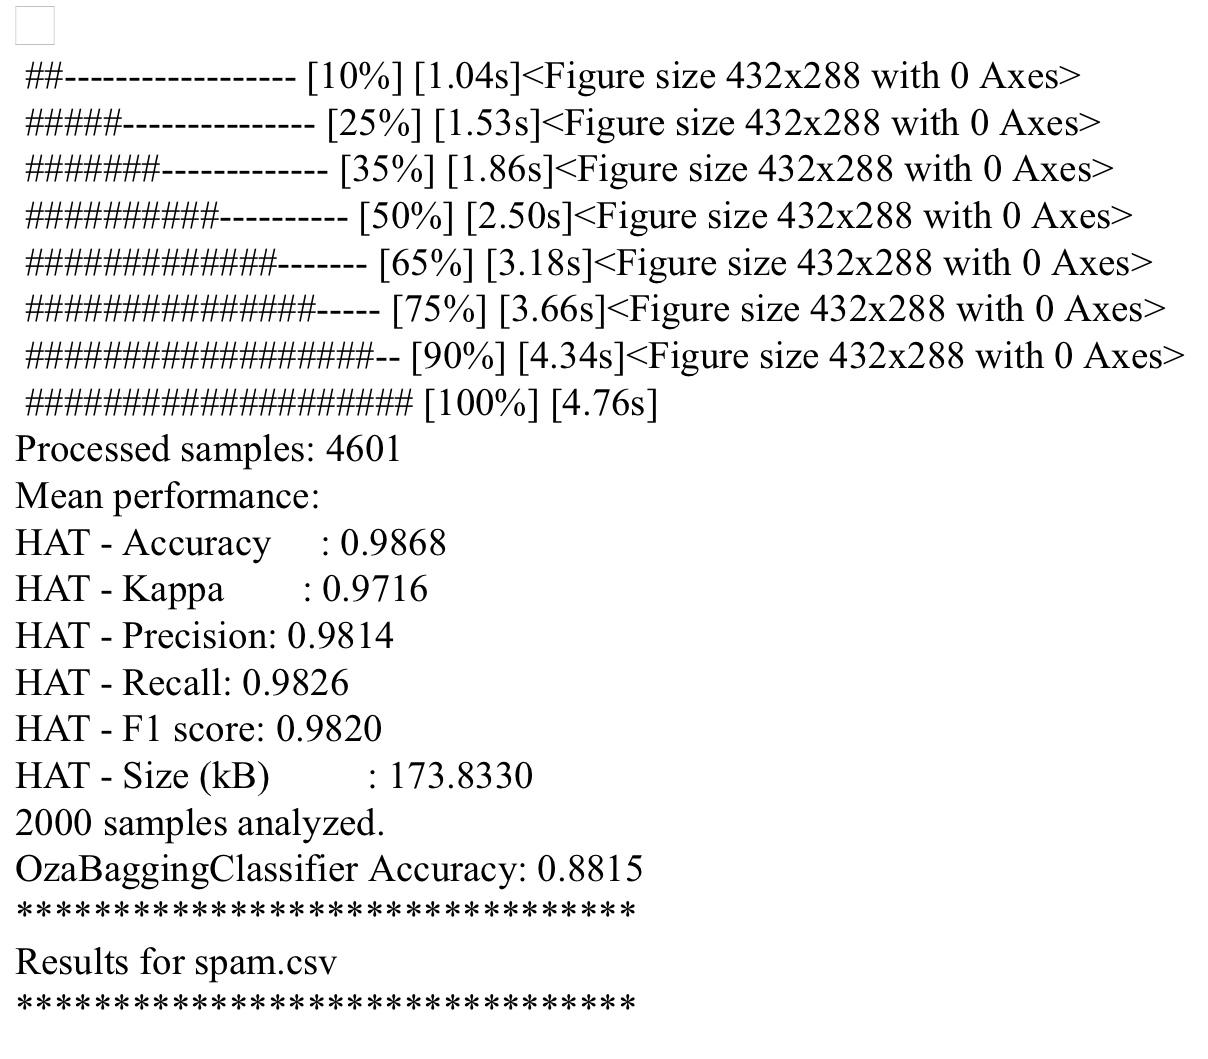 ##------------------ [10%] [1.04s]<Figure size 432x288 with 0 Axes>
#####--------------- [25%] [1.53s]<Figure size 432x288 with 0 Axes>
#######------------- [35%] [1.86s]<Figure size 432x288 with 0 Axes>
##########---------- [50%] [2.50s]<Figure size 432x288 with 0 Axes>
#############------- [65%] [3.18s]<Figure size 432x288 with 0 Axes>
###############----- [75%] [3.66s]<Figure size 432x288 with 0 Axes>
##################-- [90%] [4.34s]<Figure size 432x288 with 0 Axes>
#################### [100%] [4.76s]
Processed samples: 4601
Mean performance:
HAT - Accuracy     : 0.9868
HAT - Kappa        : 0.9716
HAT - Precision: 0.9814
HAT - Recall: 0.9826
HAT - F1 score: 0.9820
HAT - Size (kB)          : 173.8330
2000 samples analyzed.
OzaBaggingClassifier Accuracy: 0.8815
********************************
Results for spam.csv
********************************